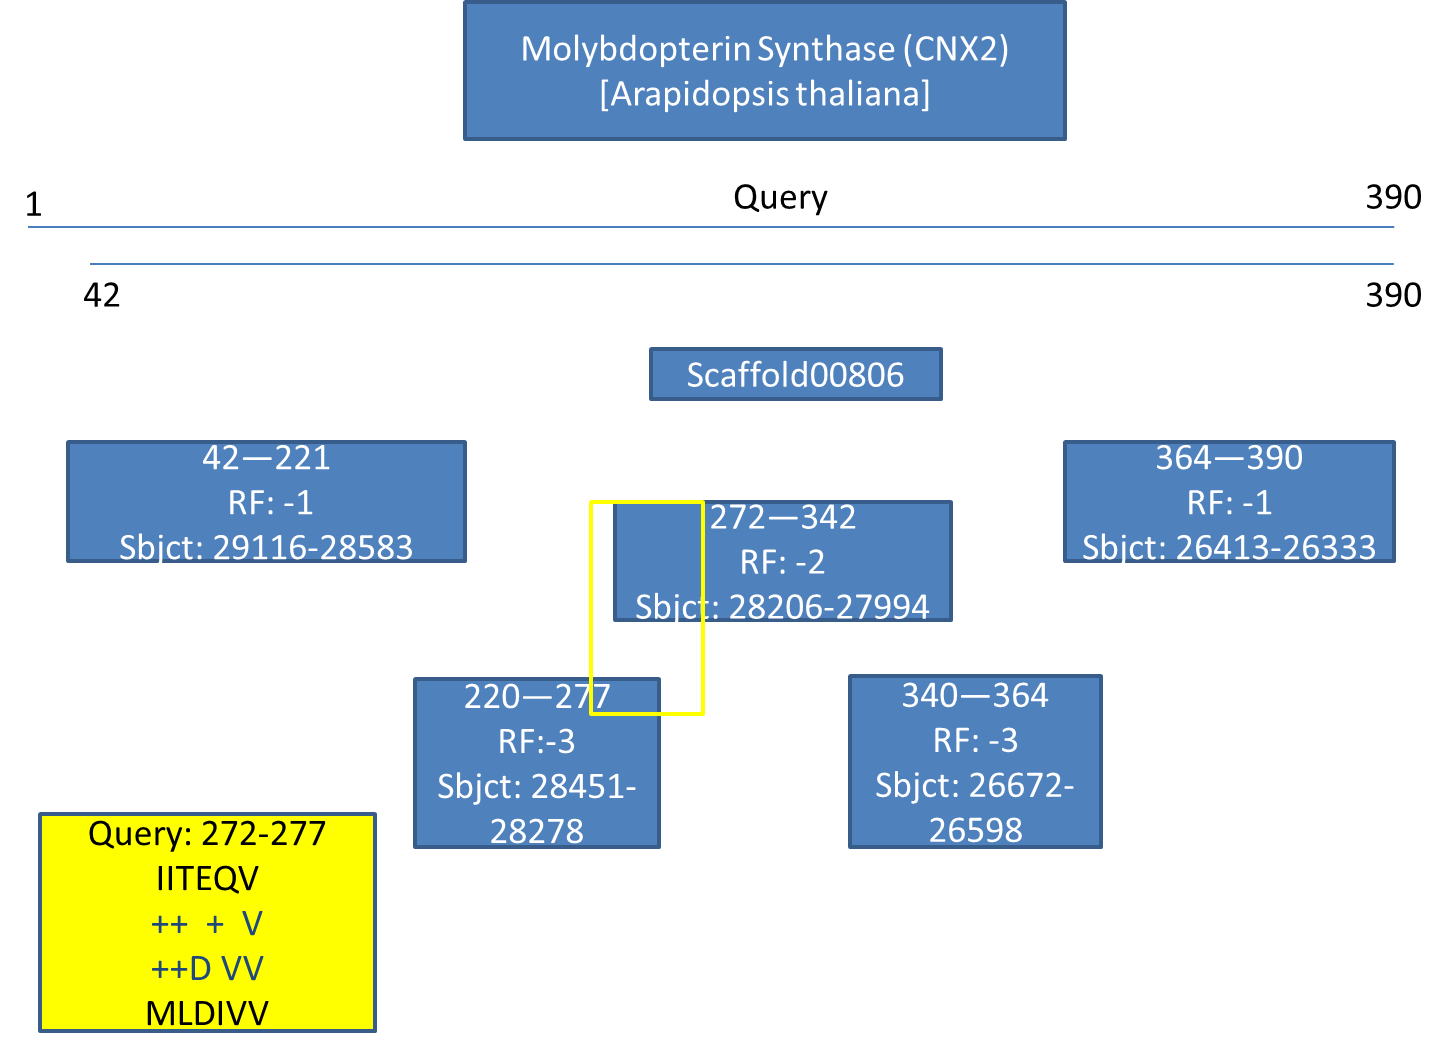 Molybdopterin Synthase (CNX2)
[Arapidopsis thaliana]
1
Query
390
42
390
Scaffold00806
42—221
RF: -1
Sbjct: 29116-28583
364—390
RF: -1
Sbjct: 26413-26333
272—342
RF: -2
Sbjct: 28206-27994
220—277
RF:-3
Sbjct: 28451-
28278
340—364
RF: -3
Sbjct: 26672-
26598
Query: 272-277
IITEQV
++ + V
++D VV
MLDIVV